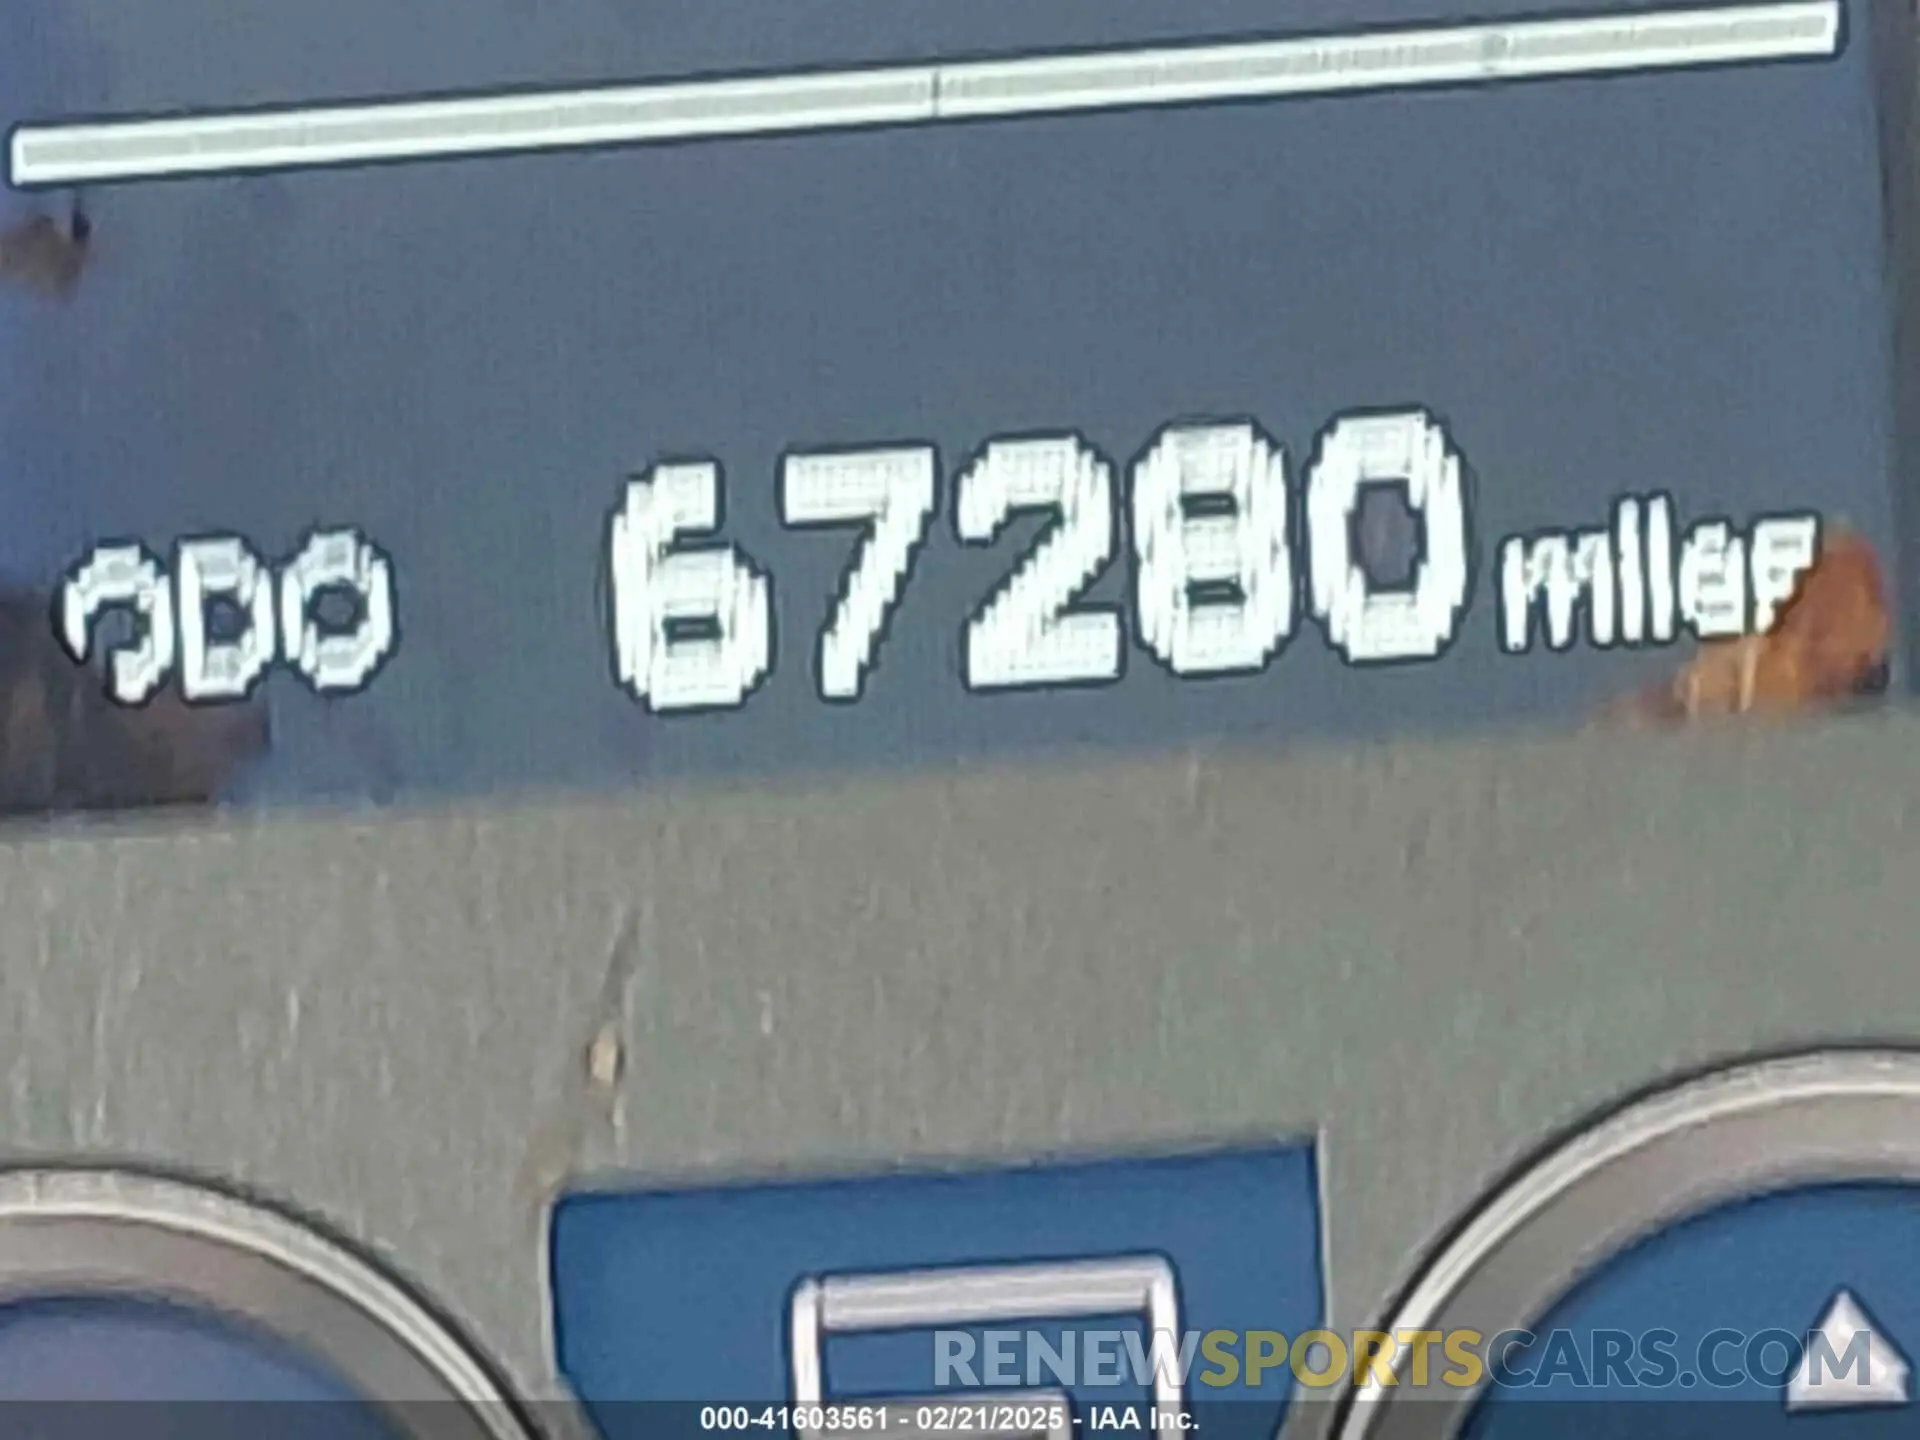 ODO 67280 miles
RENEWSPORTSCARS.COM
000-41603561 - 02/21/2025 - IAA Inc.